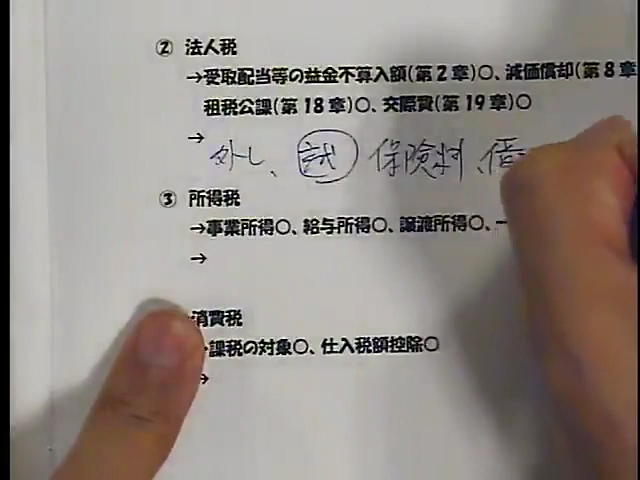 ② 法人税
→受取配当等の益金不算入額(第2章)○、減価償却(第8章
租税公課(第18章)○、交際費(第19章)○
→
外し、試 保険料、
③ 所得税
→事業所得○、給与所得○、譲渡所得○、
→
消費税
課税の対象○、仕入税額控除○
→